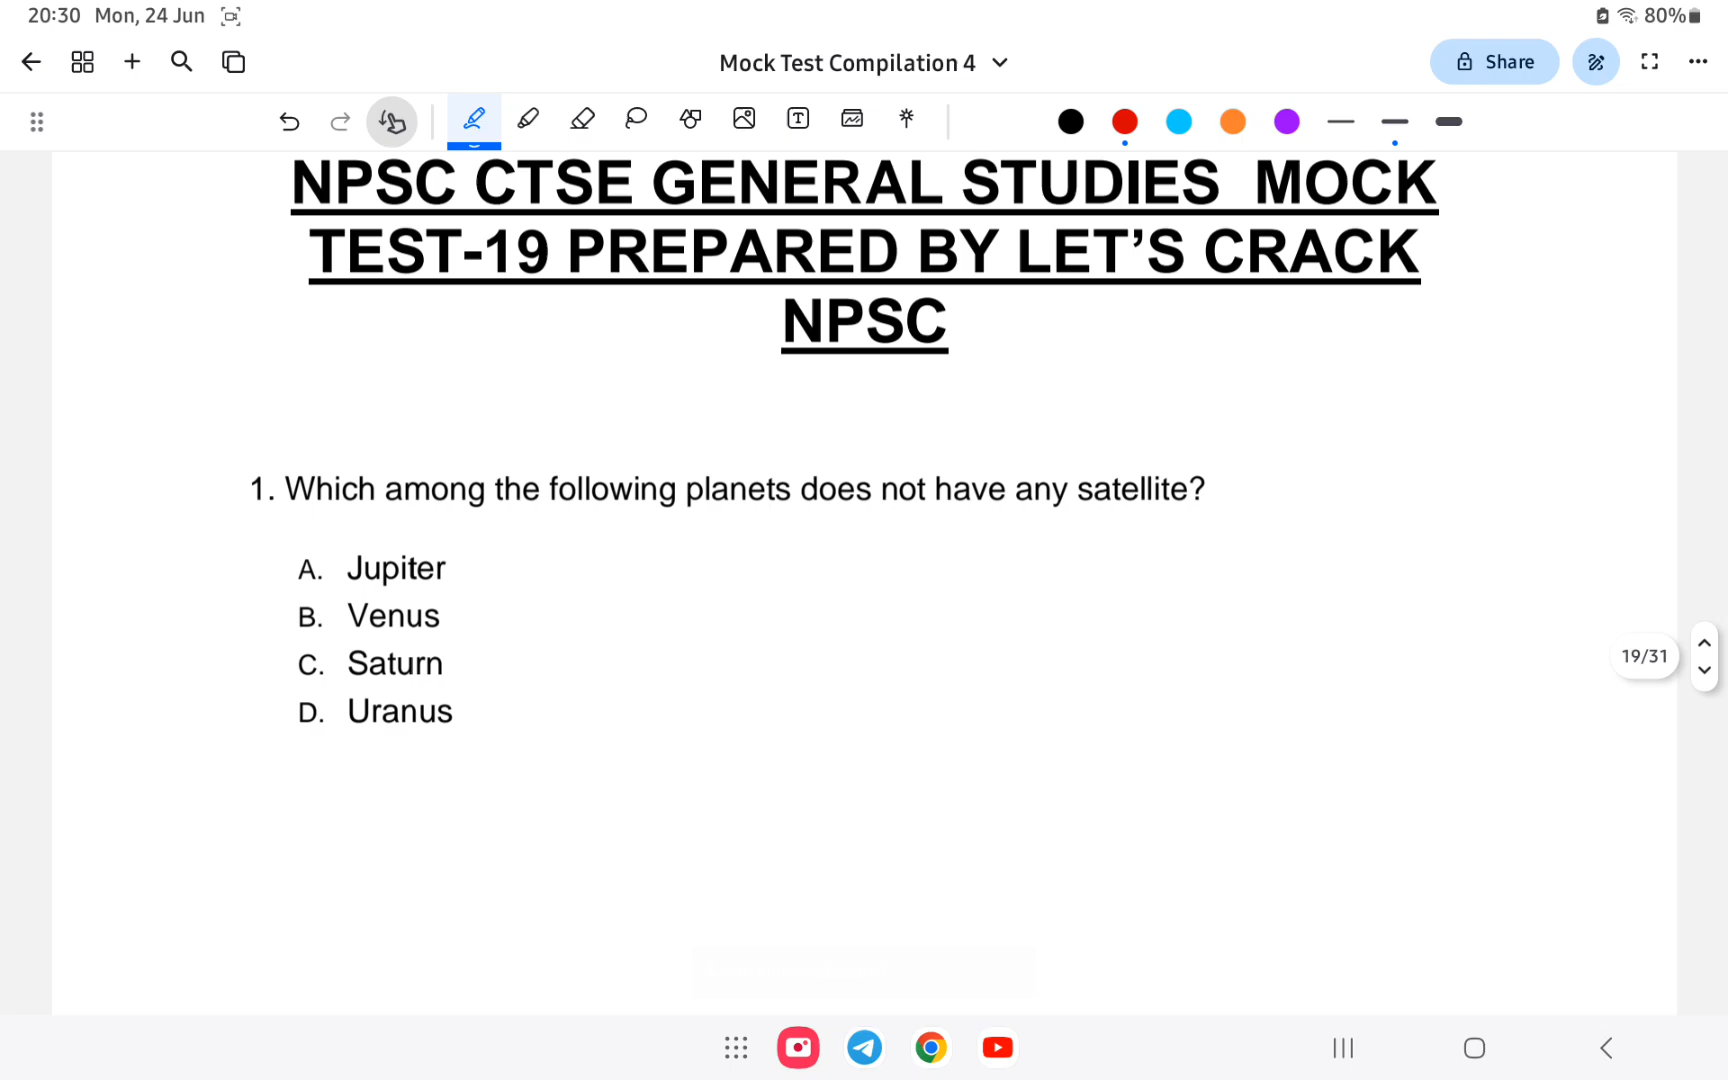 20:30 Mon, 24 Jun
80%
Mock Test Compilation 4
Share
NPSC CTSE GENERAL STUDIES MOCK
TEST-19 PREPARED BY LET’S CRACK
NPSC
1. Which among the following planets does not have any satellite?
A. Jupiter
B. Venus
C. Saturn
D. Uranus
19/31